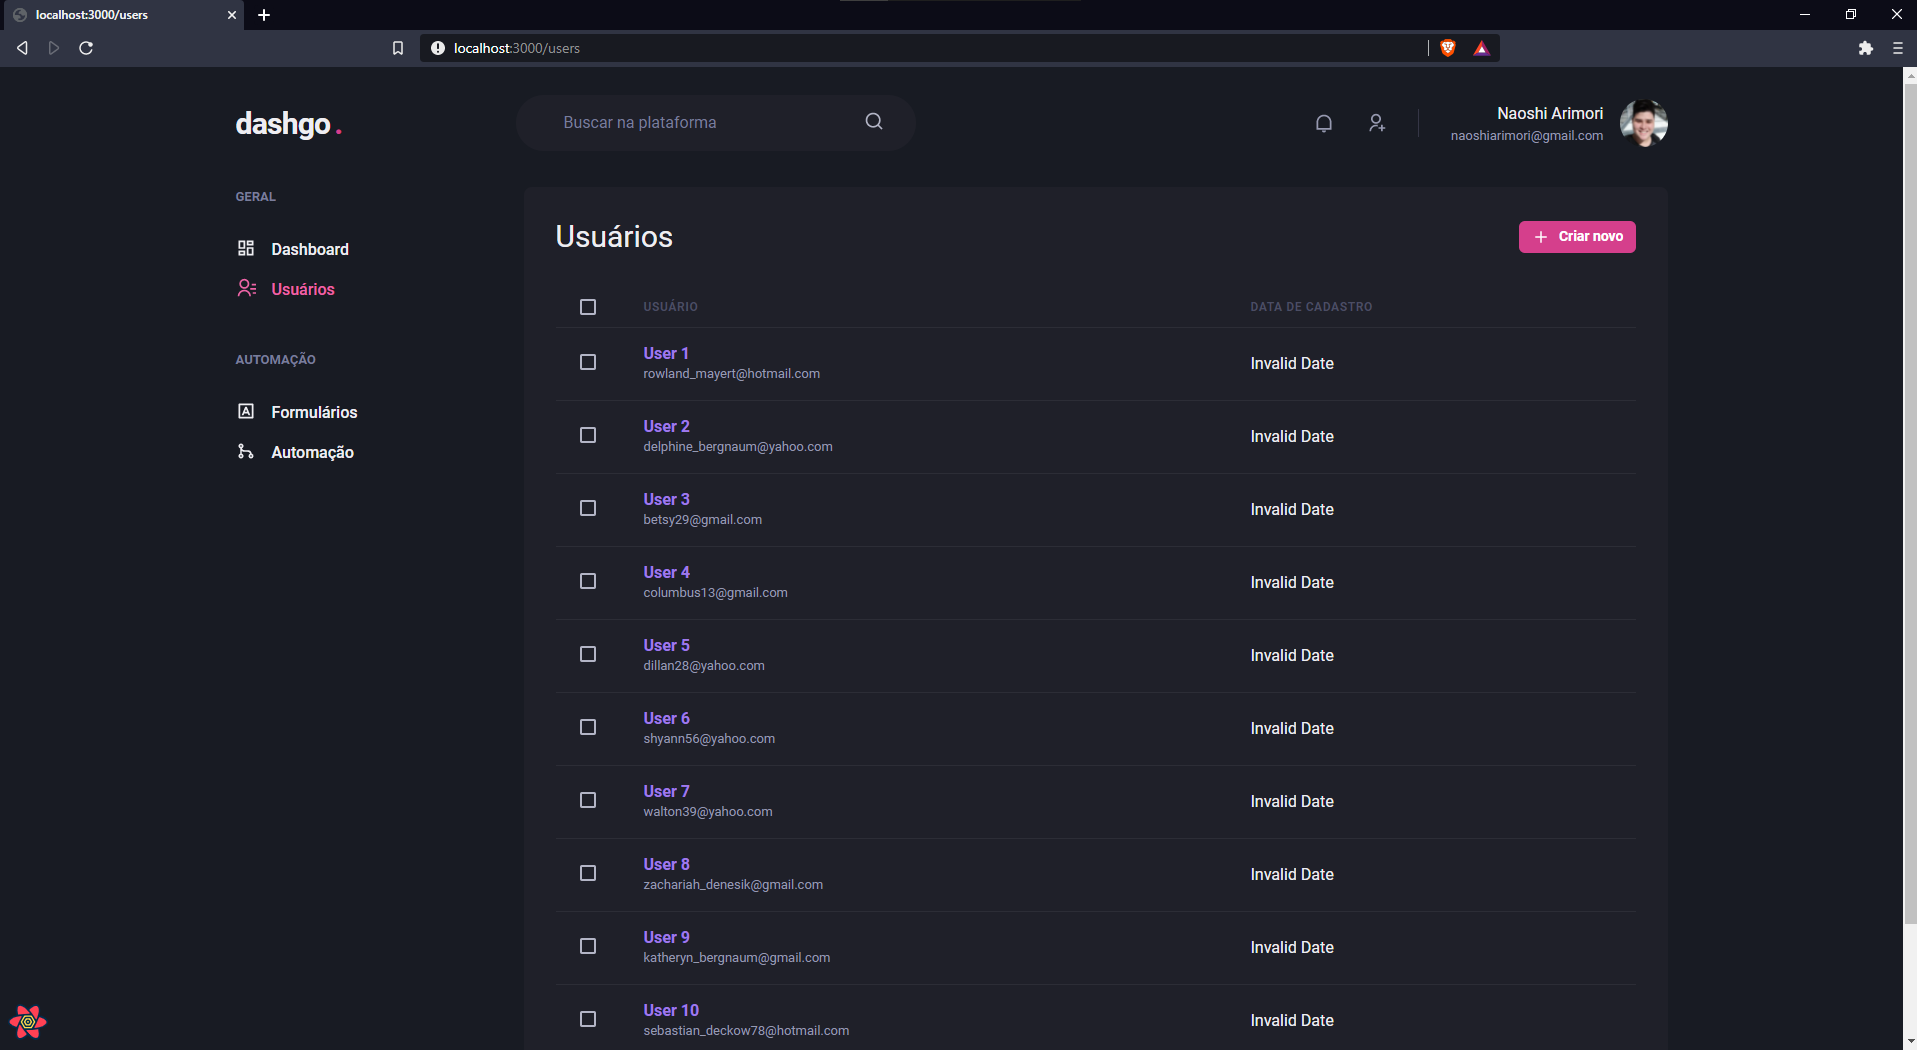 localhost:3000/users
localhost:3000/users
dashgo.
Buscar na plataforma
Naoshi Arimori
naoshiarimori@gmail.com
GERAL
Dashboard
Usuários
AUTOMAÇÃO
Formulários
Automação
Usuários
Criar novo
USUÁRIO DATA DE CADASTRO
User 1
rowland_mayert@hotmail.com
Invalid Date
User 2
delphine_bergnaum@yahoo.com
Invalid Date
User 3
betsy29@gmail.com
Invalid Date
User 4
columbus13@gmail.com
Invalid Date
User 5
dillan28@yahoo.com
Invalid Date
User 6
shyann56@yahoo.com
Invalid Date
User 7
walton39@yahoo.com
Invalid Date
User 8
zachariah_denesik@gmail.com
Invalid Date
User 9
katheryn_bergnaum@gmail.com
Invalid Date
User 10
sebastian_deckow78@hotmail.com
Invalid Date